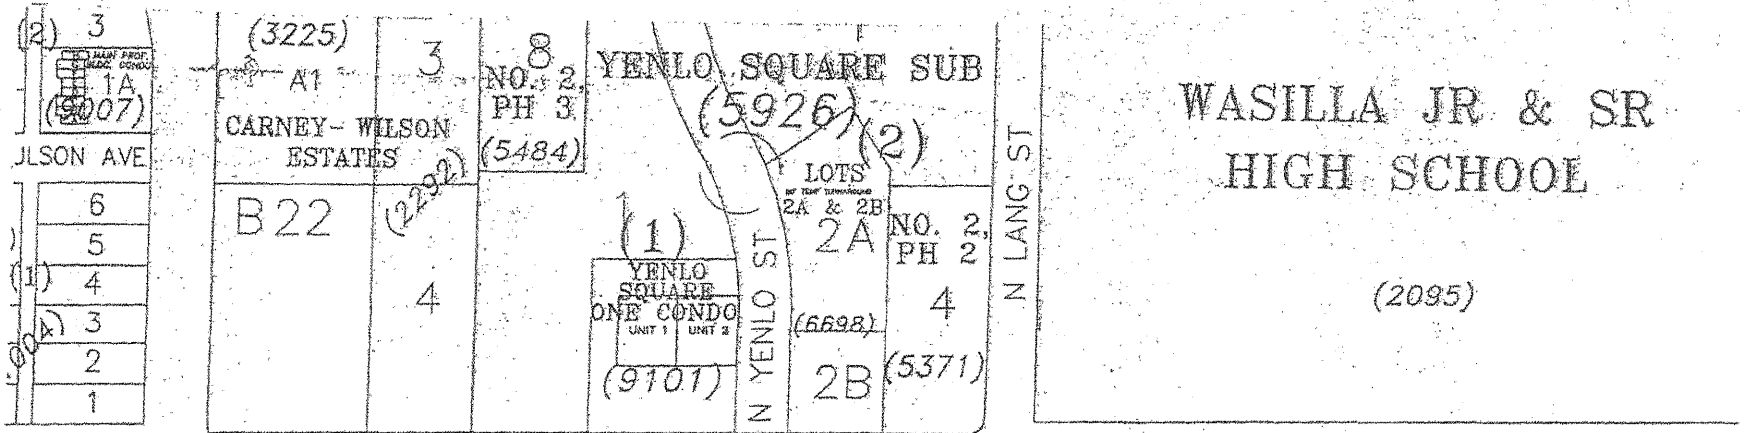 (2)
3
1A
(9007)
JLSON AVE
6
5
(1)
4
3
2
1
(3225)
A1
3
CARNEY-WILSON
ESTATES
(2292)
B22
4
8
NO. 2,
PH 3
(5484)
YENLO SQUARE SUB
(5926)
(2)
LOTS
2A & 2B
2A
(1)
YENLO
SQUARE
ONE CONDO
UNIT 1 UNIT 2
(9101)
N YENLO ST
(6698)
2B
NO. 2,
PH 2
4
(5371)
N LANG ST
WASILLA JR & SR
HIGH SCHOOL
(2095)